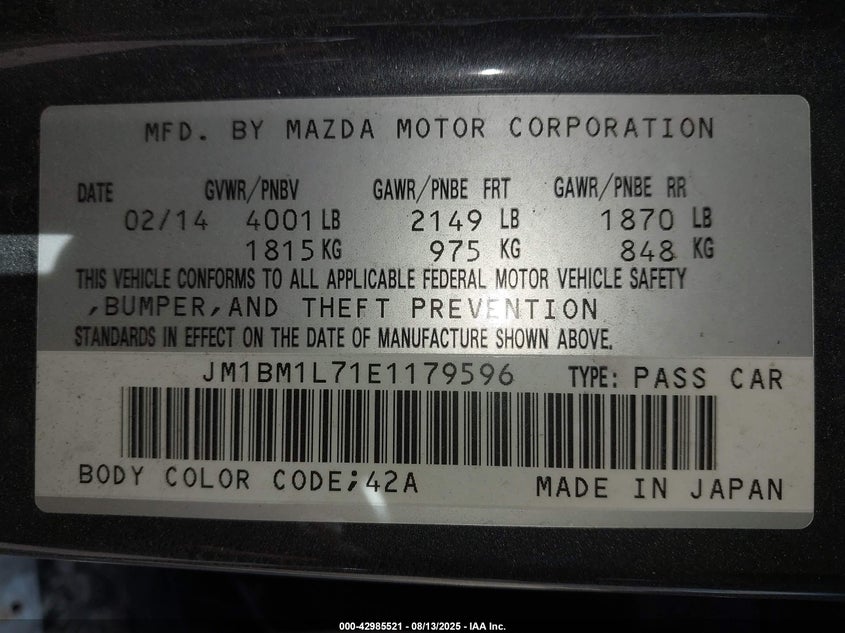 MFD. BY MAZDA MOTOR CORPORATION
DATE GVWR/PNBV GAWR/PNBE FRT GAWR/PNBE RR
02/14 4001 LB 2149 LB 1870 LB
1815 KG 975 KG 848 KG
THIS VEHICLE CONFORMS TO ALL APPLICABLE FEDERAL MOTOR VEHICLE SAFETY
,BUMPER,AND THEFT PREVENTION
STANDARDS IN EFFECT ON THE DATE OF MANUFACTURE SHOWN ABOVE.
JM1BM1L71E1179596 TYPE: PASS CAR
BODY COLOR CODE;42A MADE IN JAPAN
000-42985521 - 08/13/2025 - IAA Inc.